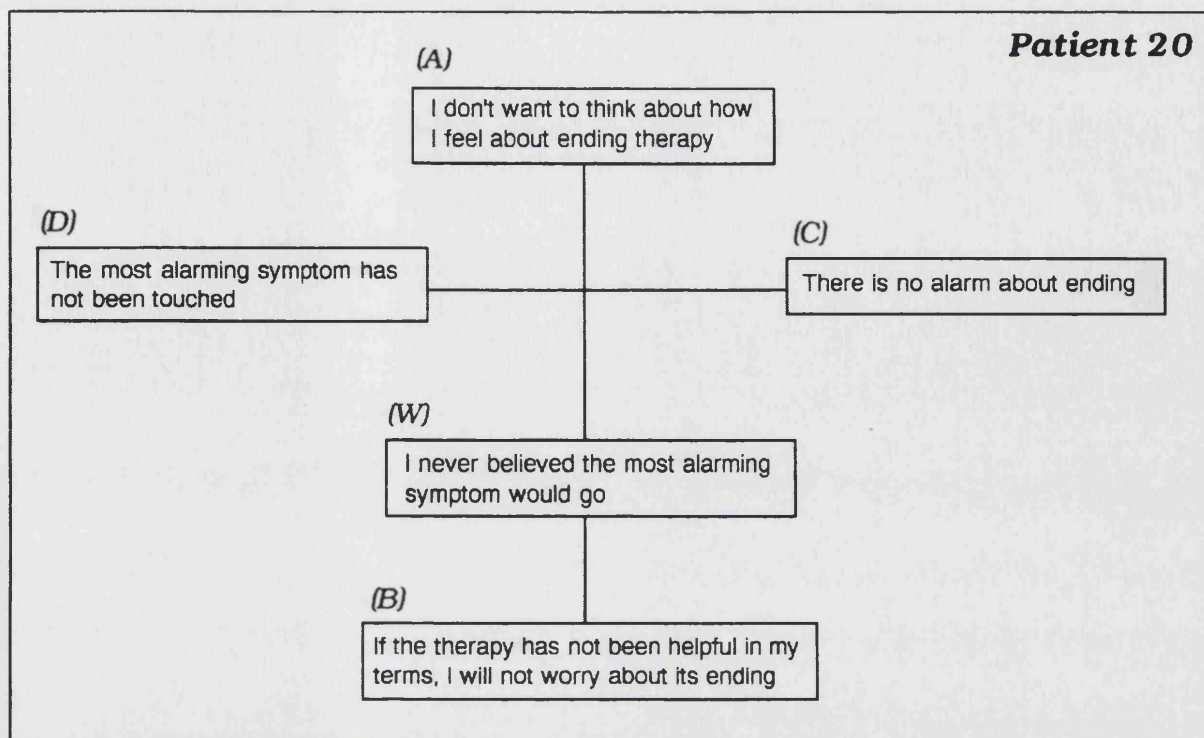 Patient 20
(A)
I don't want to think about how
I feel about ending therapy
(D)
The most alarming symptom has
not been touched
(C)
There is no alarm about ending
(W)
I never believed the most alarming
symptom would go
(B)
If the therapy has not been helpful in my
terms, I will not worry about its ending